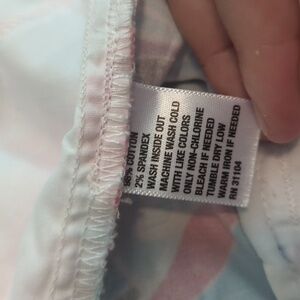 98% COTTON
2% SPANDEX
WASH INSIDE OUT
MACHINE WASH COLD
WITH LIKE COLORS
ONLY NON-CHLORINE
BLEACH IF NEEDED
TUMBLE DRY LOW
WARM IRON IF NEEDED
RN 31104